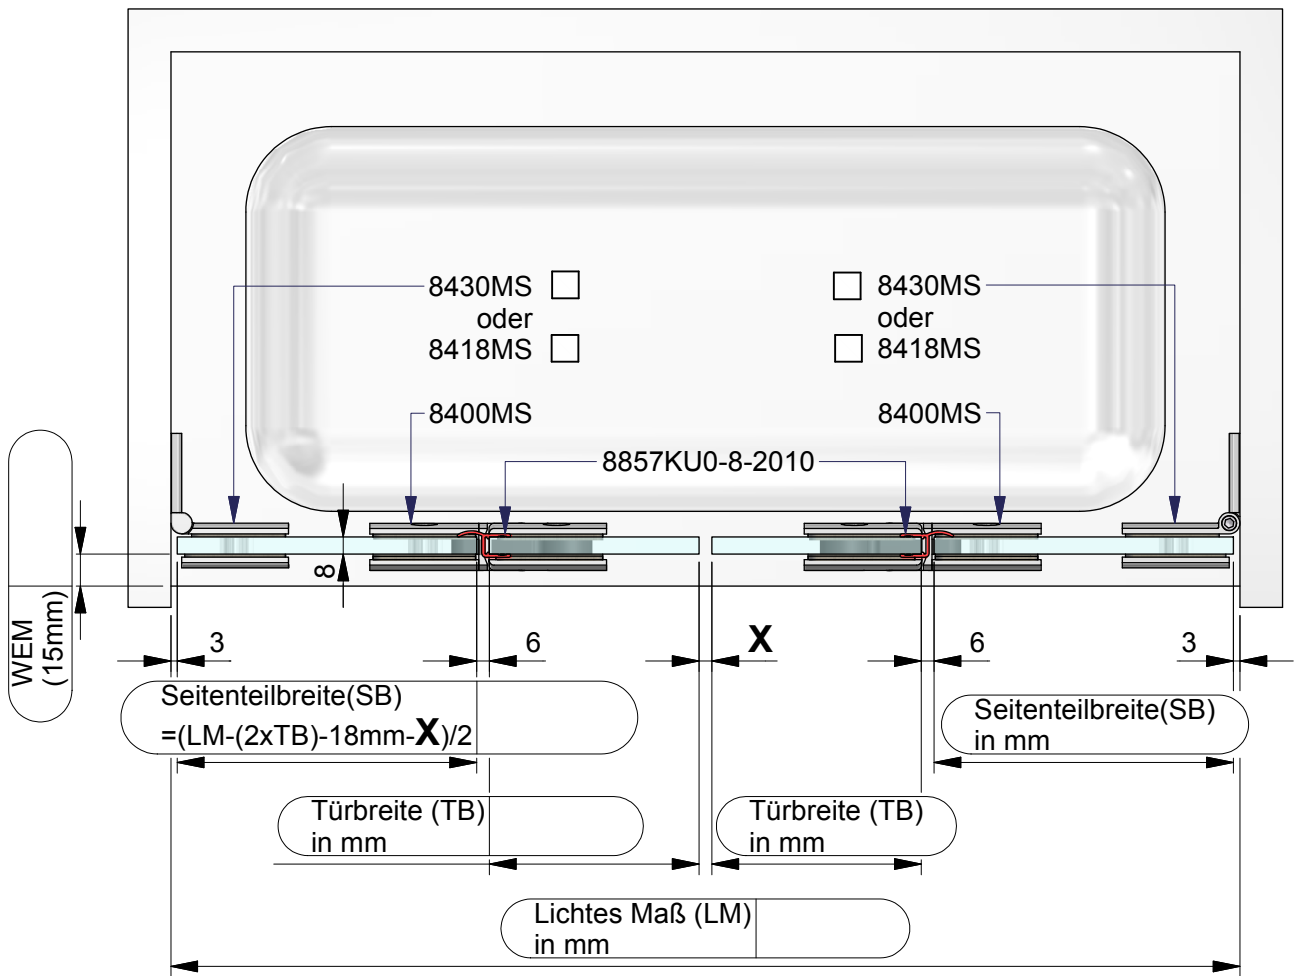 8430MS
oder
8418MS
8430MS
oder
8418MS
8400MS
8400MS
8857KU0-8-2010
8
WEM
(15mm)
3
6
X
6
3
Seitenteilbreite(SB)
=(LM-(2xTB)-18mm-X)/2
Seitenteilbreite(SB)
in mm
Türbreite (TB)
in mm
Türbreite (TB)
in mm
Lichtes Maß (LM)
in mm